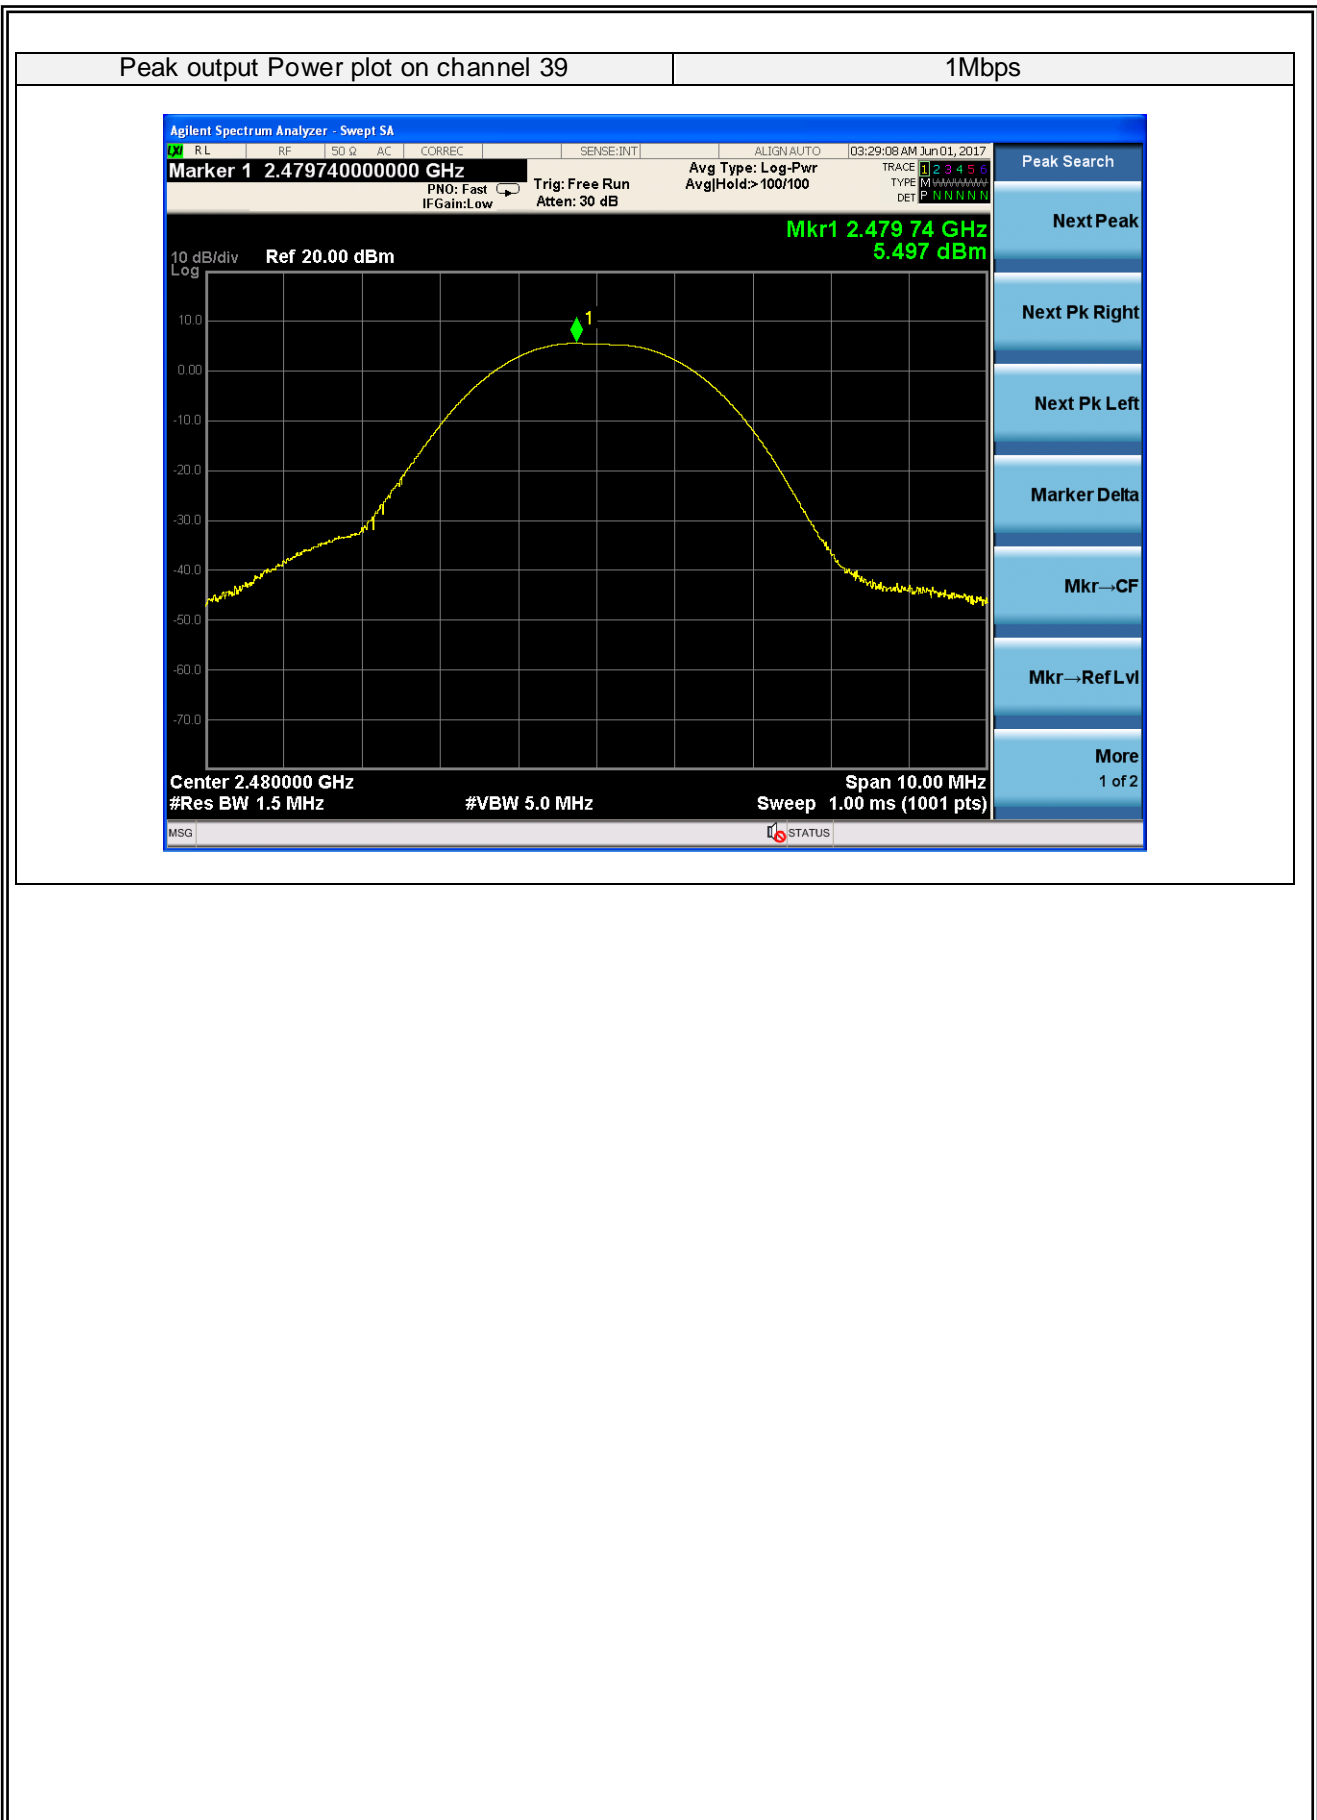 Peak output Power plot on channel 39 1Mbps
Agilent Spectrum Analyzer - Swept SA
LXI RL RF 50 Ω AC CORREC SENSE:INT ALIGN AUTO 03:29:08 AM Jun 01, 2017
Marker 1 2.479740000000 GHz
PNO: Fast
IFGain:Low
Trig: Free Run
Atten: 30 dB
Avg Type: Log-Pwr
Avg|Hold:>100/100
TRACE 1 2 3 4 5 6
TYPE M
DET P N N N N N
Peak Search
Mkr1 2.479 74 GHz
5.497 dBm
10 dB/div Ref 20.00 dBm
Log
1
10.0
0.00
-10.0
-20.0
-30.0
-40.0
-50.0
-60.0
-70.0
Center 2.480000 GHz Span 10.00 MHz
#Res BW 1.5 MHz #VBW 5.0 MHz Sweep 1.00 ms (1001 pts)
MSG STATUS
Next Peak
Next Pk Right
Next Pk Left
Marker Delta
Mkr→CF
Mkr→Ref Lvl
More
1 of 2